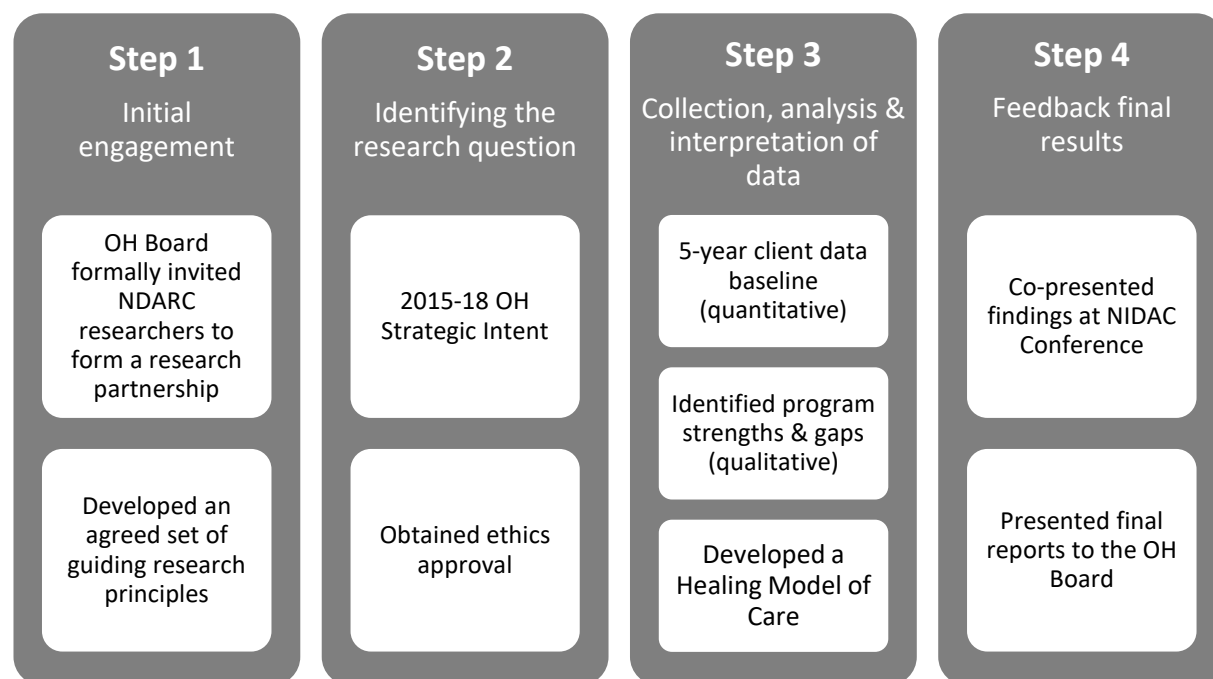 Step 1
Initial
engagement
OH Board
formally invited
NDARC
researchers to
form a research
partnership
Developed an
agreed set of
guiding research
principles
Step 2
Identifying the
research question
2015-18 OH
Strategic Intent
Obtained ethics
approval
Step 3
Collection, analysis &
interpretation of
data
5-year client data
baseline
(quantitative)
Identified program
strengths & gaps
(qualitative)
Developed a
Healing Model of
Care
Step 4
Feedback final
results
Co-presented
findings at NIDAC
Conference
Presented final
reports to the OH
Board